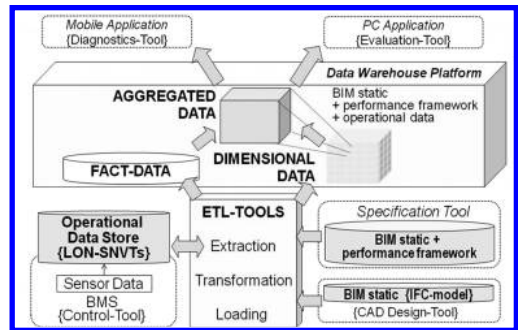 Mobile Application
{Diagnostics-Tool}
PC Application
{Evaluation-Tool}
Data Warehouse Platform
AGGREGATED
DATA
BIM static
+ performance framework
+ operational data
FACT-DATA
DIMENSIONAL
DATA
Operational
Data Store
{LON-SNVTs}
Sensor Data
BMS
{Control-Tool}
ETL-TOOLS
Extraction
Transformation
Loading
Specification Tool
BIM static +
performance framework
BIM static {IFC-model}
{CAD Design-Tool}